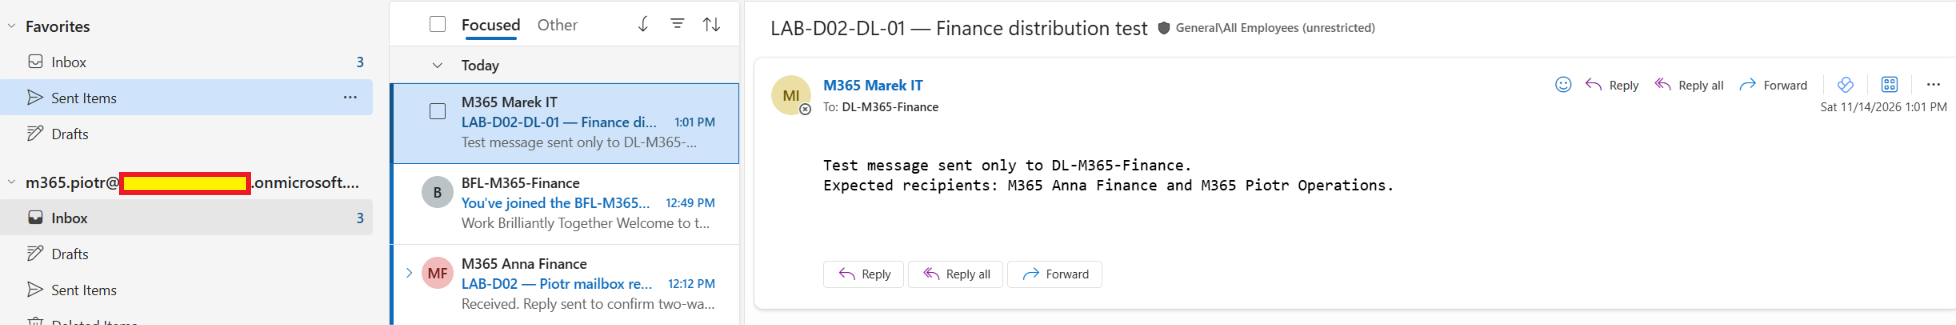 Favorites
Inbox 3
Sent Items ...
Drafts
m365.piotr@ .onmicrosoft....
Inbox 3
Drafts
Sent Items
Deleted Items
Focused Other
Today
M365 Marek IT
LAB-D02-DL-01 — Finance di... 1:01 PM
Test message sent only to DL-M365-...
B
BFL-M365-Finance
You've joined the BFL-M365... 12:49 PM
Work Brilliantly Together Welcome to t...
MF
M365 Anna Finance
LAB-D02 — Piotr mailbox re... 12:12 PM
Received. Reply sent to confirm two-wa...
LAB-D02-DL-01 — Finance distribution test General\All Employees (unrestricted)
MI
M365 Marek IT
To: DL-M365-Finance
Reply Reply all Forward ...
Sat 11/14/2026 1:01 PM
Test message sent only to DL-M365-Finance.
Expected recipients: M365 Anna Finance and M365 Piotr Operations.
Reply Reply all Forward